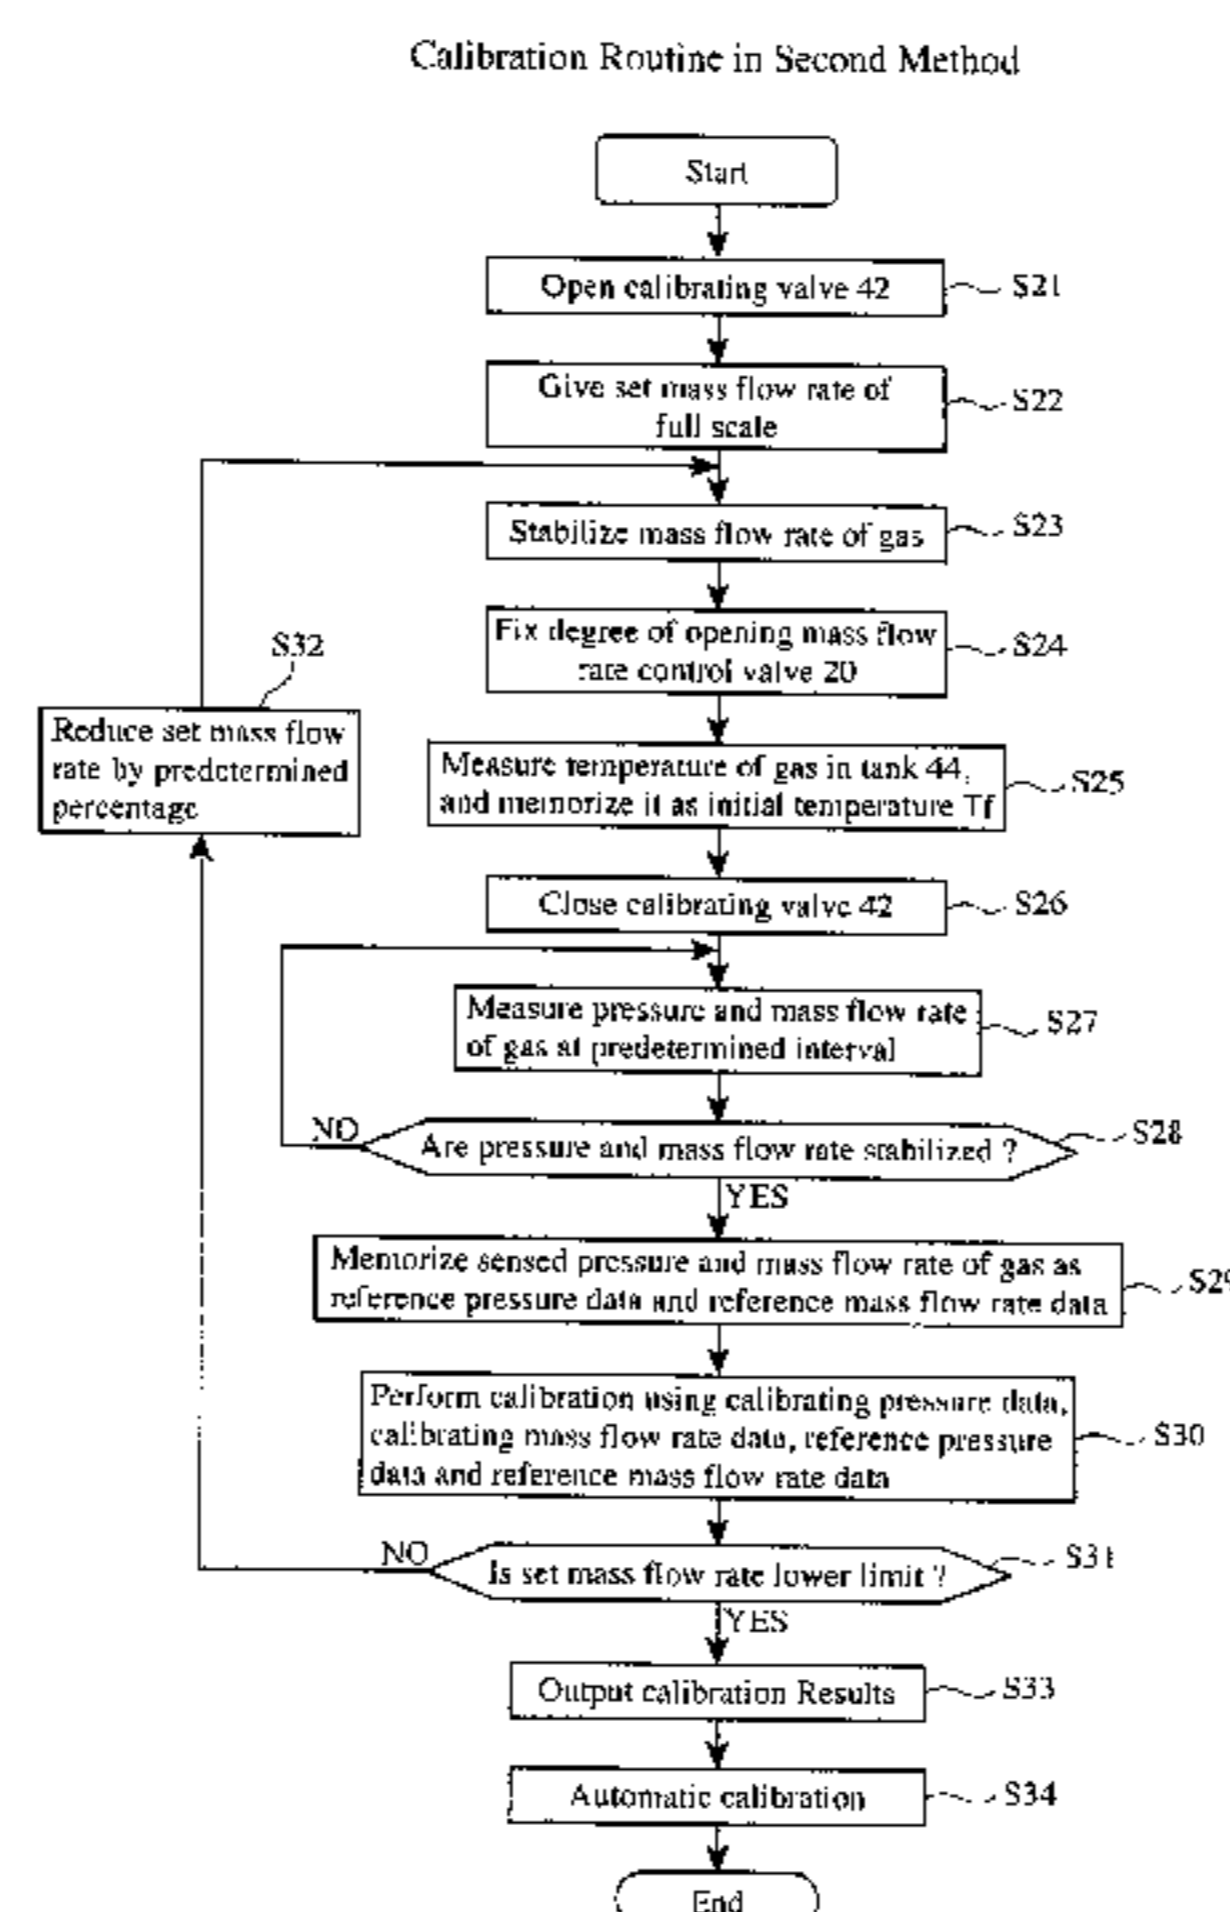 Calibration Routine in Second Method
Start
Open calibrating valve 42
S21
Give set mass flow rate of
full scale
S22
Stabilize mass flow rate of gas
S23
Fix degree of opening mass flow
rate control valve 20
S24
S32
Reduce set mass flow
rate by predetermined
percentage
Measure temperature of gas in tank 44,
and memorize it as initial temperature Tf
S25
Close calibrating valve 42
S26
Measure pressure and mass flow rate
of gas at predetermined interval
S27
NO
Are pressure and mass flow rate stabilized ?
S28
YES
Memorize sensed pressure and mass flow rate of gas as
reference pressure data and reference mass flow rate data
S29
Perform calibration using calibrating pressure data,
calibrating mass flow rate data, reference pressure
data and reference mass flow rate data
S30
NO
Is set mass flow rate lower limit ?
S31
YES
Output calibration Results
S33
Automatic calibration
S34
End